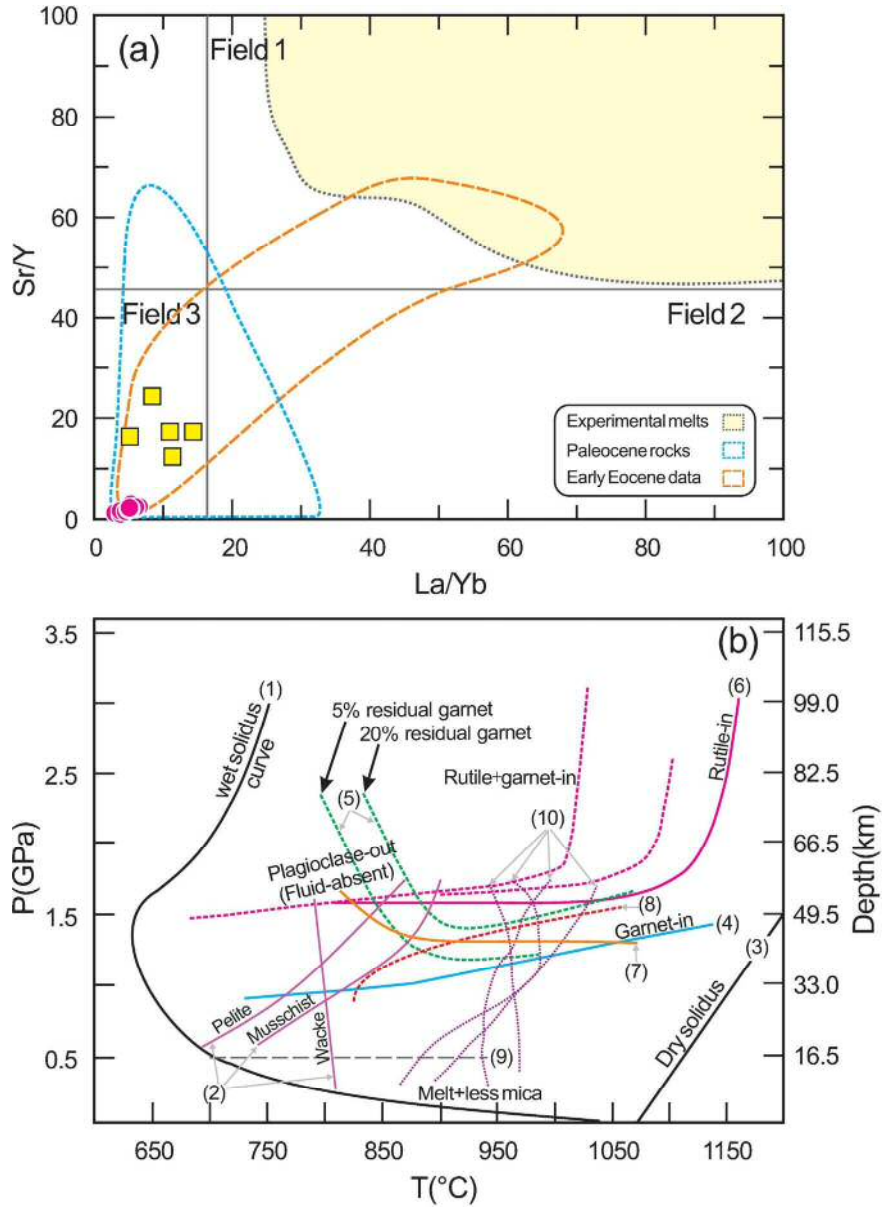 (a)
Field 1
100
80
60
40
20
0
Sr/Y
Field 3
Field 2
Experimental melts
Paleocene rocks
Early Eocene data
0
20
40
60
80
100
La/Yb
(b)
3.5
2.5
1.5
0.5
P(GPa)
115.5
99.0
82.5
66.5
49.5
33.0
16.5
Depth(km)
(1)
wet solidus
curve
5% residual garnet
20% residual garnet
(5)
Rutile+garnet-in
(6)
Rutile-in
(10)
Plagioclase-out
(Fluid-absent)
(8)
Garnet-in
(4)
(3)
(7)
Dry solidus
Pelite
Musschist
Wacke
(2)
(9)
Melt+less mica
650
750
850
950
1050
1150
T(°C)